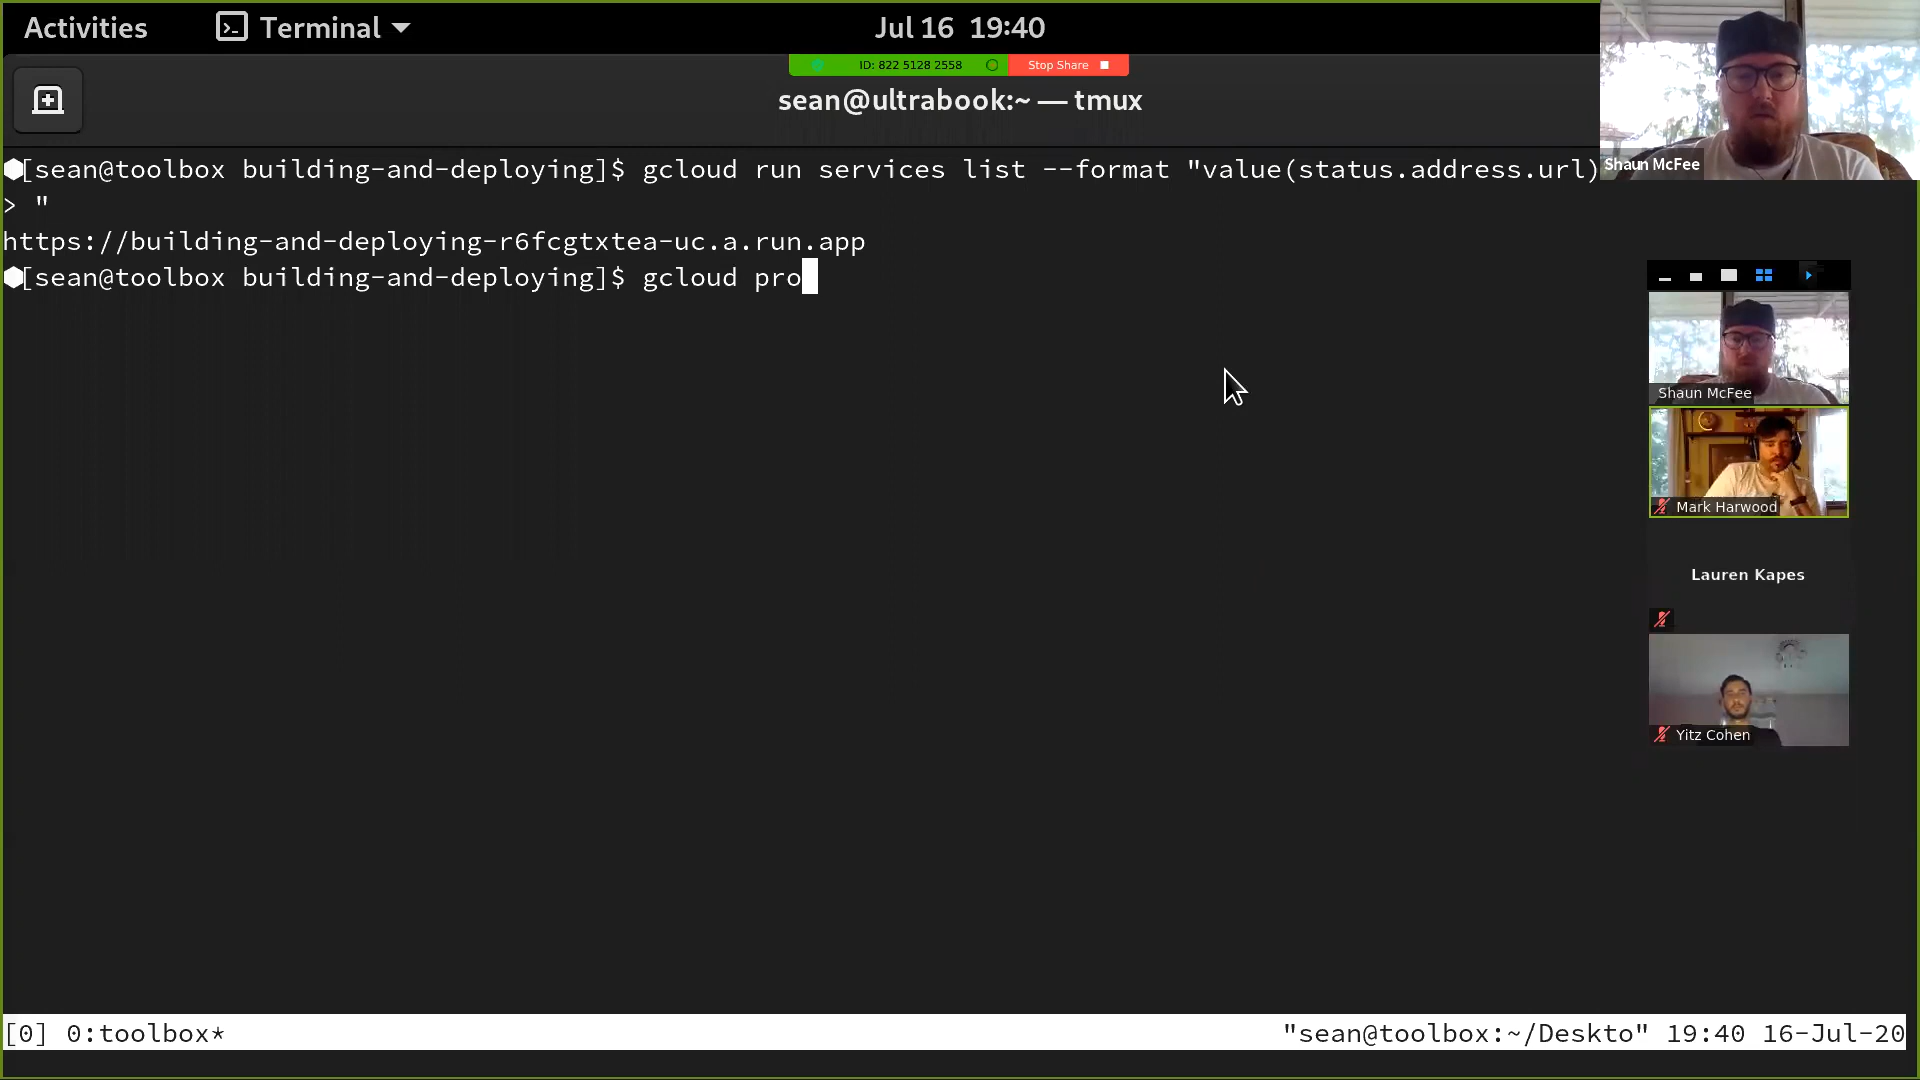 Activities
Terminal
Jul 16 19:40
ID: 822 5128 2558
Stop Share
sean@ultrabook:~ — tmux
Shaun McFee
[sean@toolbox building-and-deploying]$ gcloud run services list --format "value(status.address.url)
> "
https://building-and-deploying-r6fcgtxtea-uc.a.run.app
[sean@toolbox building-and-deploying]$ gcloud pro
Shaun McFee
Mark Harwood
Lauren Kapes
Yitz Cohen
[0] 0:toolbox*
"sean@toolbox:~/Deskto" 19:40 16-Jul-20